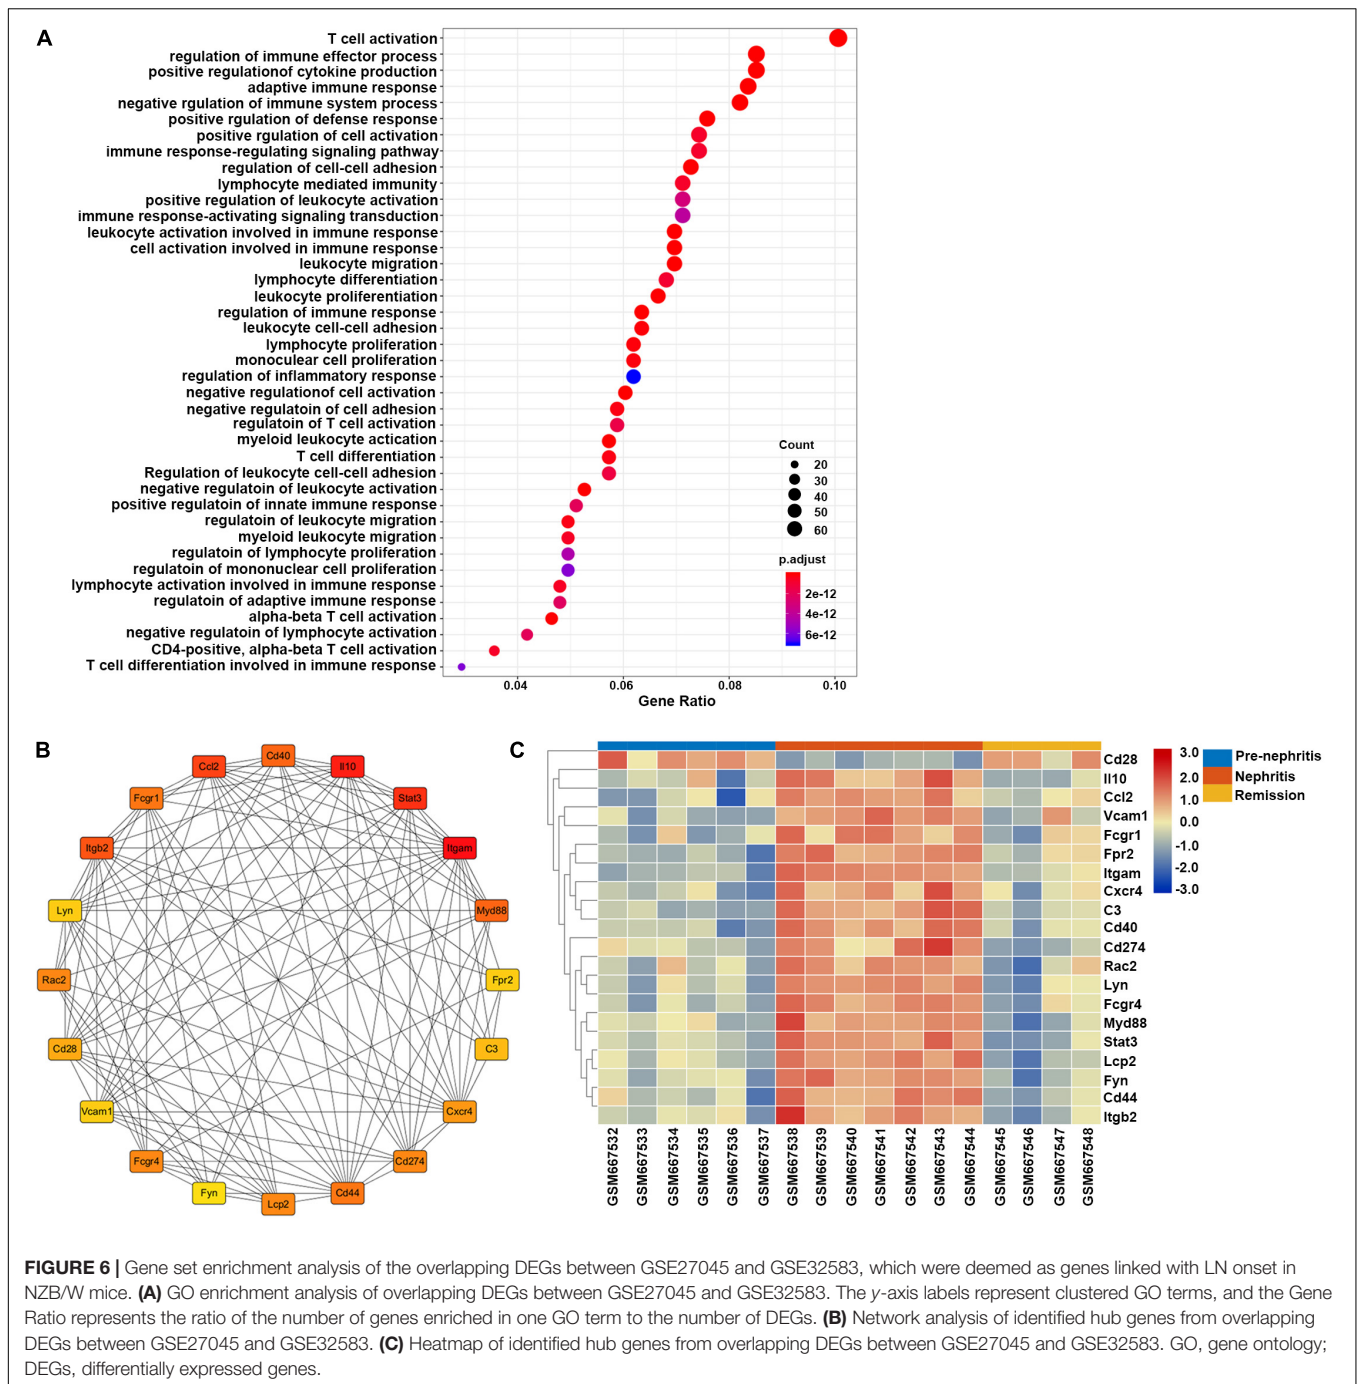 A
T cell activation
regulation of immune effector process
positive regulationof cytokine production
adaptive immune response
negative rgulation of immune system process
positive rgulation of defense response
positive rgulation of cell activation
immune response-regulating signaling pathway
regulation of cell-cell adhesion
lymphocyte mediated immunity
positive regulation of leukocyte activation
immune response-activating signaling transduction
leukocyte activation involved in immune response
cell activation involved in immune response
leukocyte migration
lymphocyte differentiation
leukocyte proliferentiation
regulation of immune response
leukocyte cell-cell adhesion
lymphocyte proliferation
monoculear cell proliferation
regulation of inflammatory response
negative regulationof cell activation
negative regulatoin of cell adhesion
regulatoin of T cell activation
myeloid leukocyte actication
T cell differentiation
Regulation of leukocyte cell-cell adhesion
negative regulatoin of leukocyte activation
positive regulatoin of innate immune response
regulatoin of leukocyte migration
myeloid leukocyte migration
regulatoin of lymphocyte proliferation
regulatoin of mononuclear cell proliferation
lymphocyte activation involved in immune response
regulatoin of adaptive immune response
alpha-beta T cell activation
negative regulatoin of lymphocyte activation
CD4-positive, alpha-beta T cell activation
T cell differentiation involved in immune response
0.04 0.06 0.08 0.10
Gene Ratio
Count
20
30
40
50
60
p.adjust
2e-12
4e-12
6e-12
B
Cd40
Il10
Stat3
Itgam
Myd88
Fpr2
C3
Cxcr4
Cd274
Cd44
Lcp2
Fyn
Fcgr4
Vcam1
Cd28
Rac2
Lyn
Itgb2
Fcgr1
Ccl2
C
Cd28
Il10
Ccl2
Vcam1
Fcgr1
Fpr2
Itgam
Cxcr4
C3
Cd40
Cd274
Rac2
Lyn
Fcgr4
Myd88
Stat3
Lcp2
Fyn
Cd44
Itgb2
GSM667532
GSM667533
GSM667534
GSM667535
GSM667536
GSM667537
GSM667538
GSM667539
GSM667540
GSM667541
GSM667542
GSM667543
GSM667544
GSM667545
GSM667546
GSM667547
GSM667548
3.0
2.0
1.0
0.0
-1.0
-2.0
-3.0
Pre-nephritis
Nephritis
Remission
FIGURE 6 | Gene set enrichment analysis of the overlapping DEGs between GSE27045 and GSE32583, which were deemed as genes linked with LN onset in
NZB/W mice. (A) GO enrichment analysis of overlapping DEGs between GSE27045 and GSE32583. The y-axis labels represent clustered GO terms, and the Gene
Ratio represents the ratio of the number of genes enriched in one GO term to the number of DEGs. (B) Network analysis of identified hub genes from overlapping
DEGs between GSE27045 and GSE32583. (C) Heatmap of identified hub genes from overlapping DEGs between GSE27045 and GSE32583. GO, gene ontology;
DEGs, differentially expressed genes.